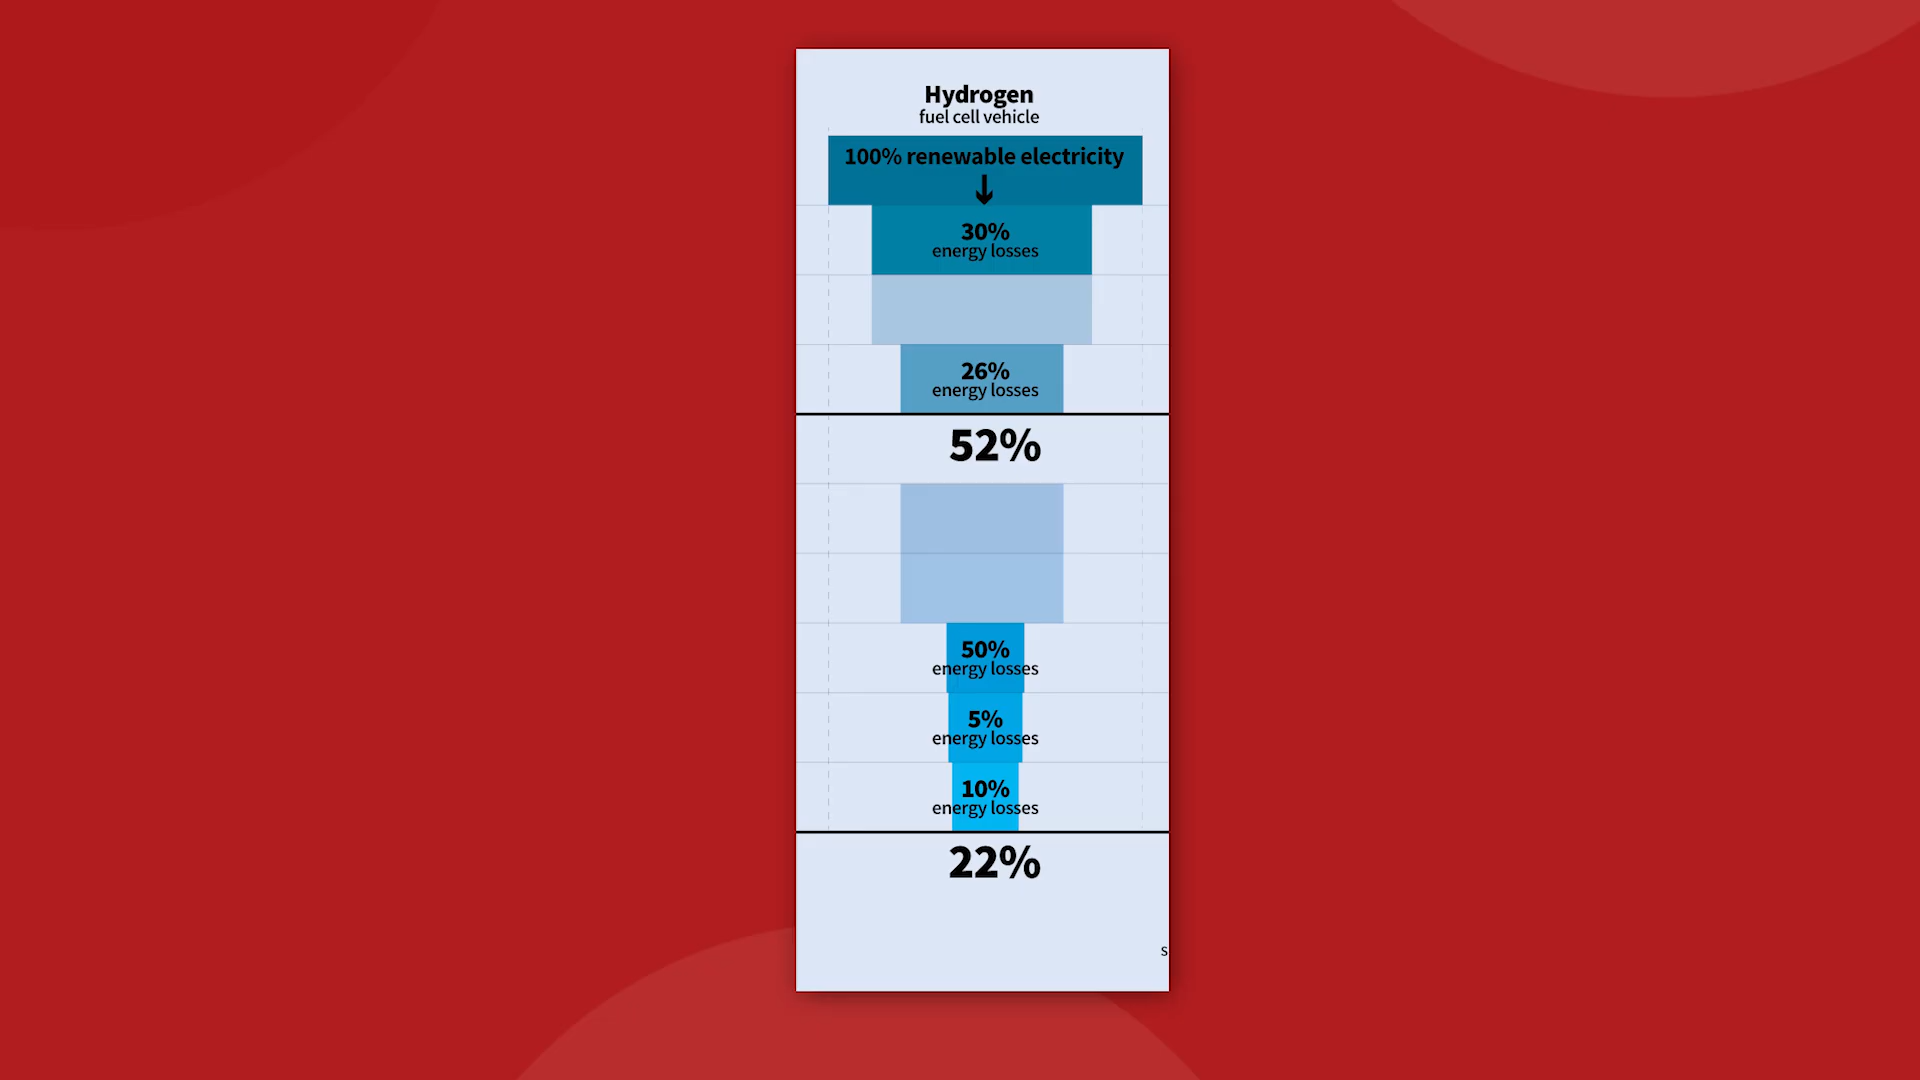 Hydrogen
fuel cell vehicle
100% renewable electricity
30%
energy losses
26%
energy losses
52%
50%
energy losses
5%
energy losses
10%
energy losses
22%
s